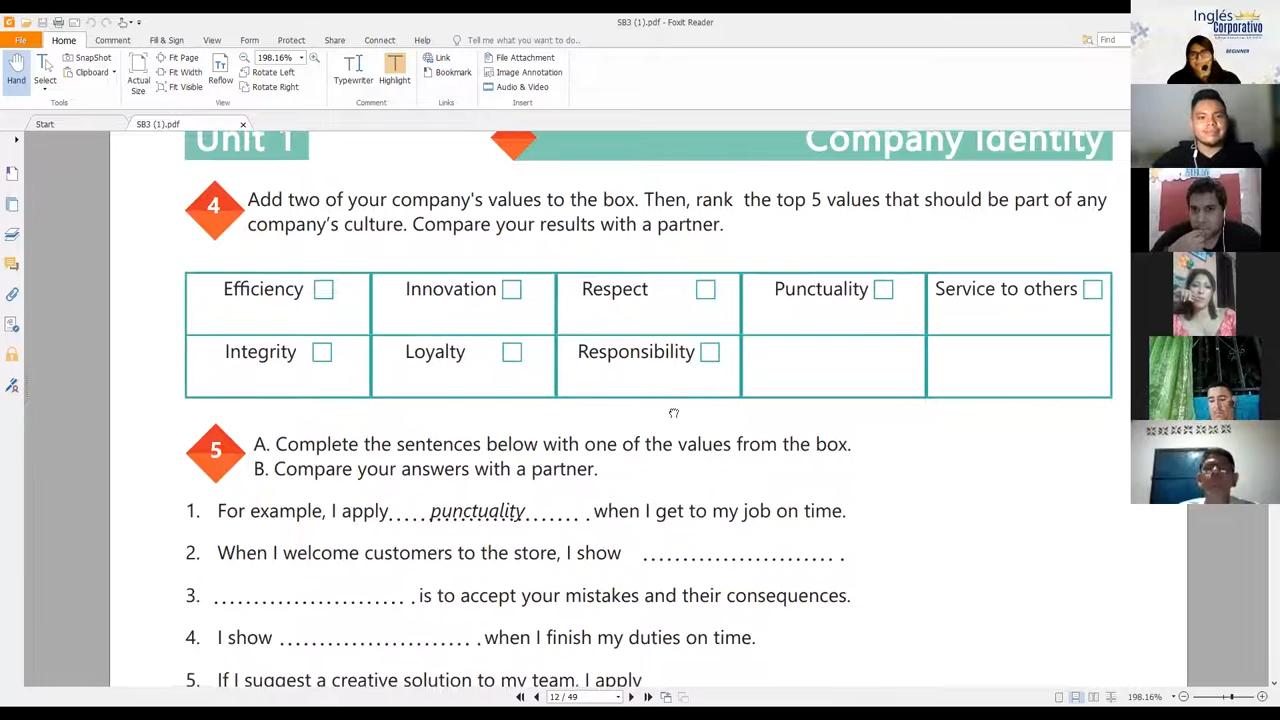 SB3 (1).pdf - Foxit Reader
File Home Comment Fill & Sign View Form Protect Share Connect Help Tell me what you want to do.. Find
Hand
Select
SnapShot
Clipboard
Actual Size
Fit Page
Fit Width
Fit Visible
Reflow
198.16%
Rotate Left
Rotate Right
Typewriter
Highlight
Link
Bookmark
File Attachment
Image Annotation
Audio & Video
Tools View Comment Links Insert
Start SB3 (1).pdf
Inglés
Corporativo
BEGINNER
Unit 1 Company Identity
4 Add two of your company's values to the box. Then, rank the top 5 values that should be part of any
company's culture. Compare your results with a partner.
Efficiency Innovation Respect Punctuality Service to others
Integrity Loyalty Responsibility
5 A. Complete the sentences below with one of the values from the box.
B. Compare your answers with a partner.
1. For example, I apply.....punctuality....... . when I get to my job on time.
2. When I welcome customers to the store, I show ........................ .
3. ........................ . is to accept your mistakes and their consequences.
4. I show ........................ . when I finish my duties on time.
5. If I suggest a creative solution to my team, I apply
12 / 49 198.16%